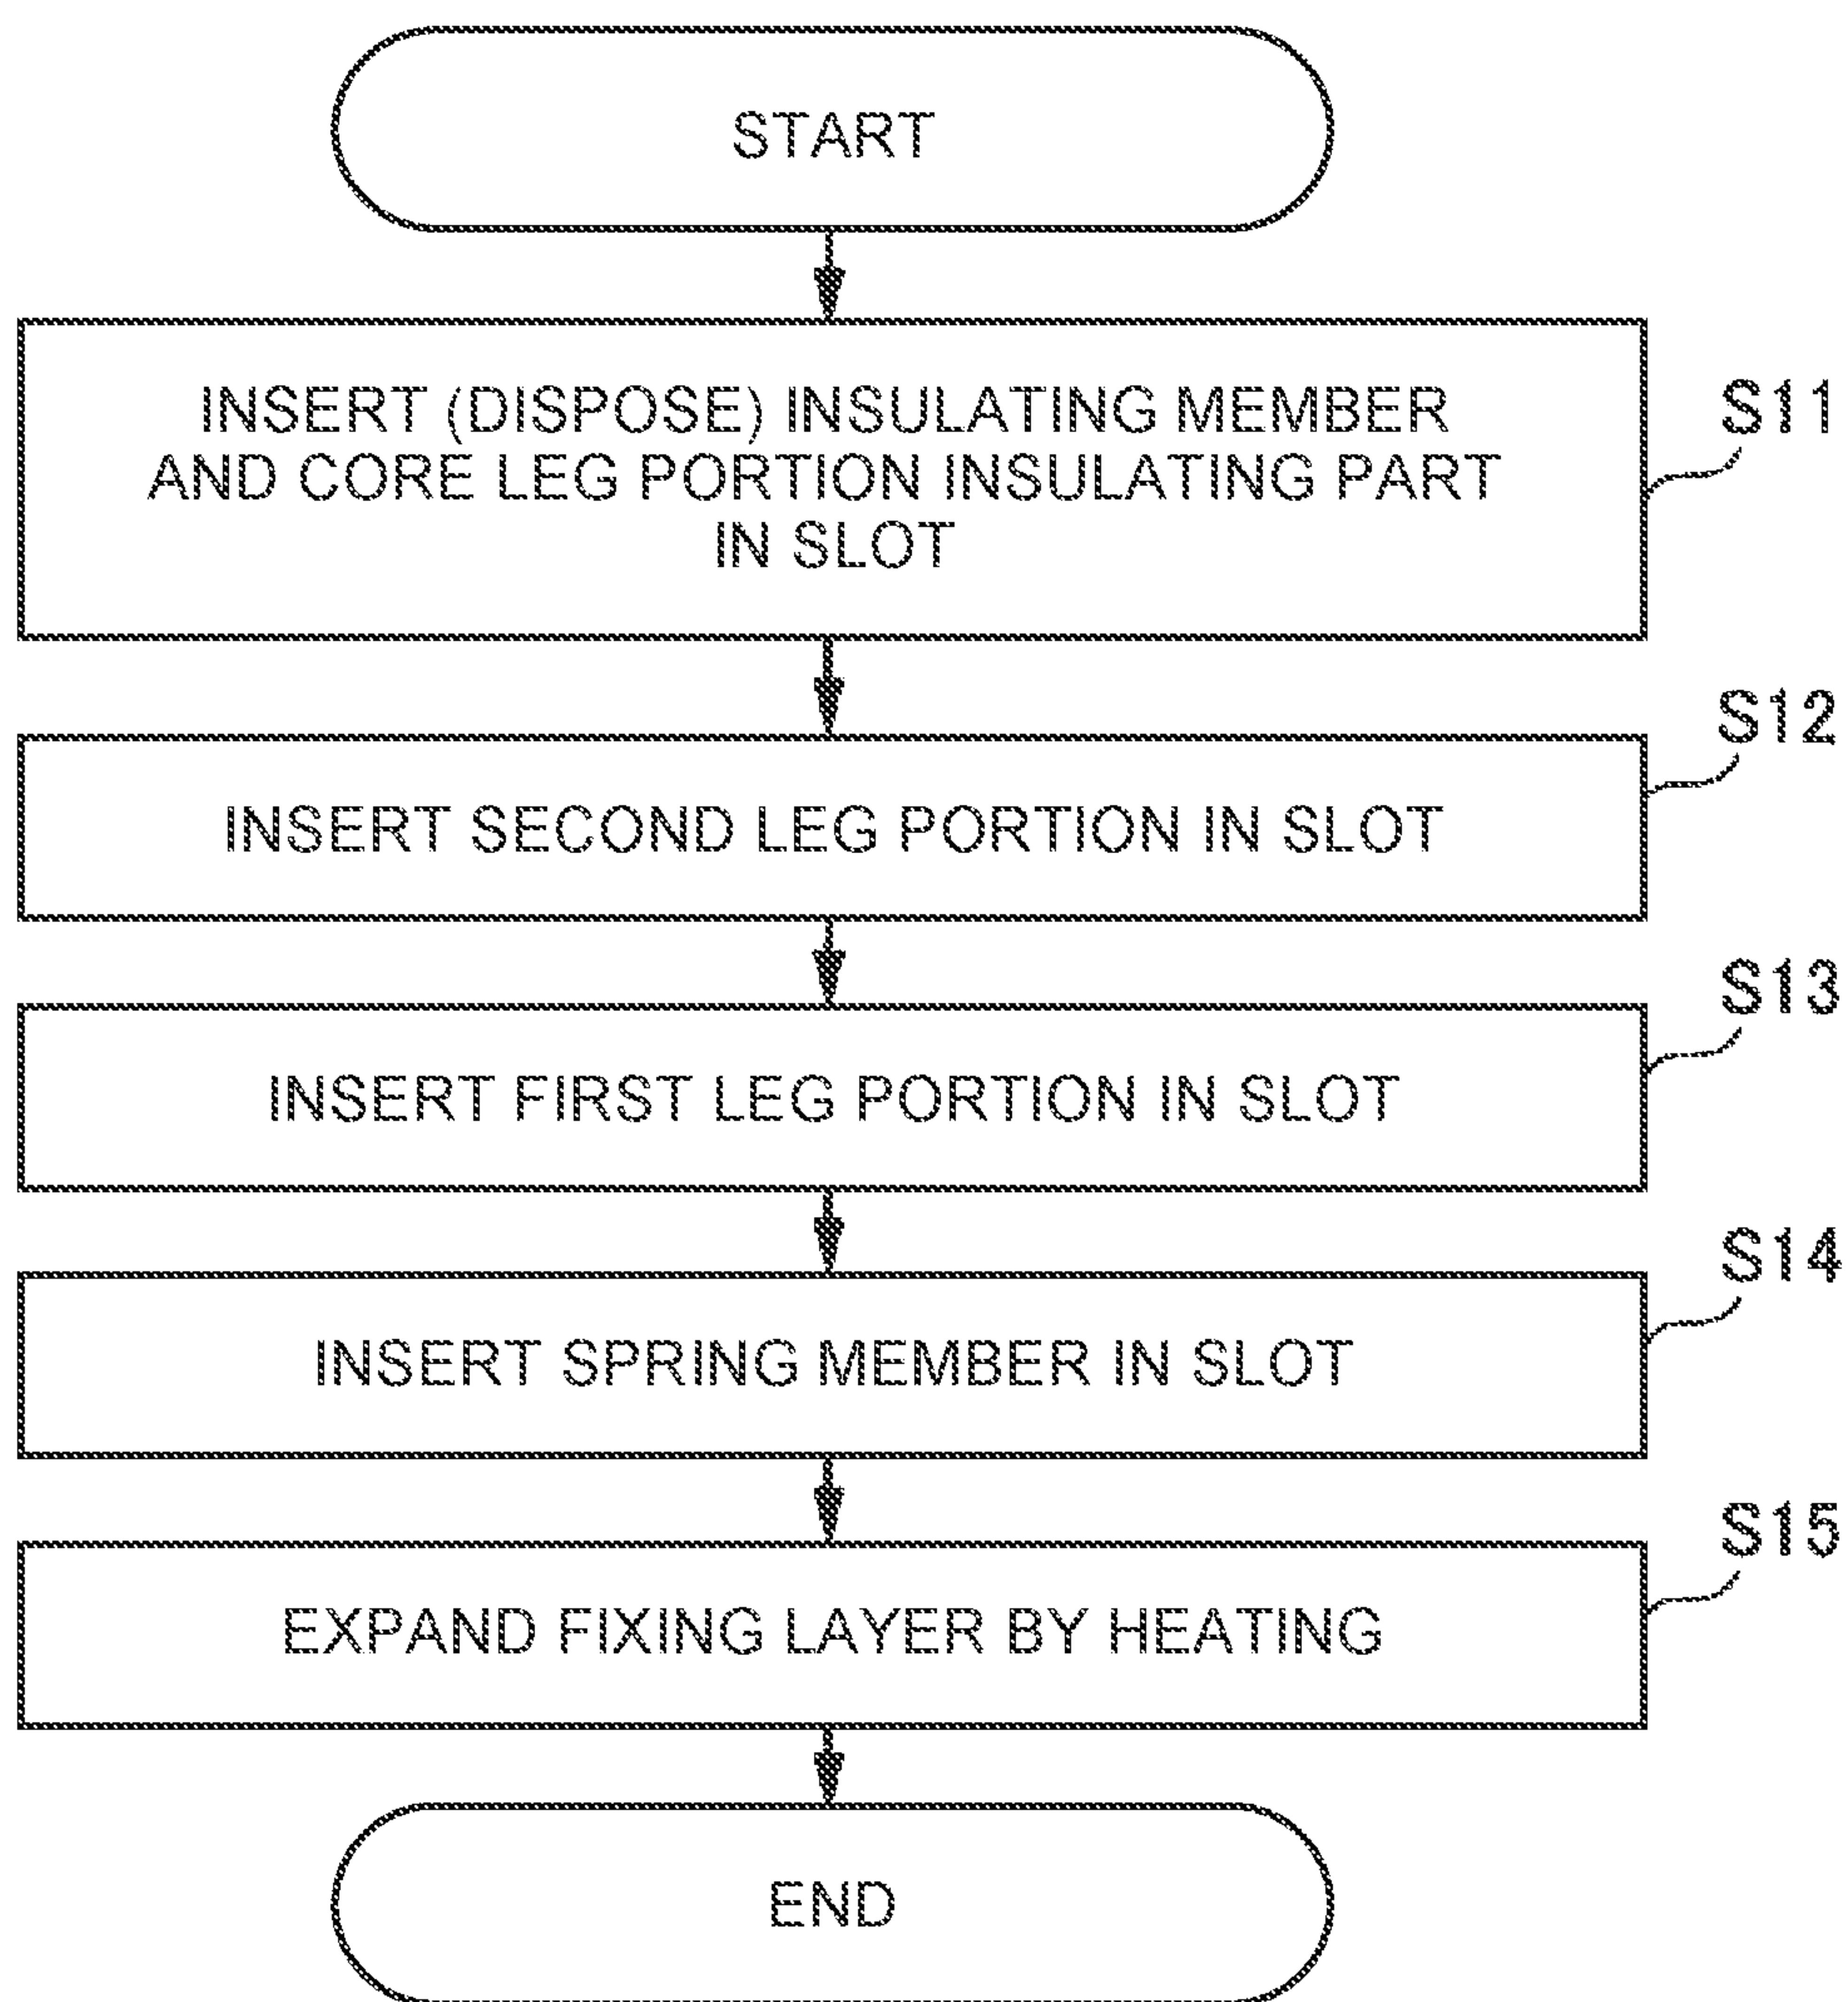 START
INSERT (DISPOSE) INSULATING MEMBER
AND CORE LEG PORTION INSULATING PART
IN SLOT
S11
INSERT SECOND LEG PORTION IN SLOT
S12
INSERT FIRST LEG PORTION IN SLOT
S13
INSERT SPRING MEMBER IN SLOT
S14
EXPAND FIXING LAYER BY HEATING
S15
END